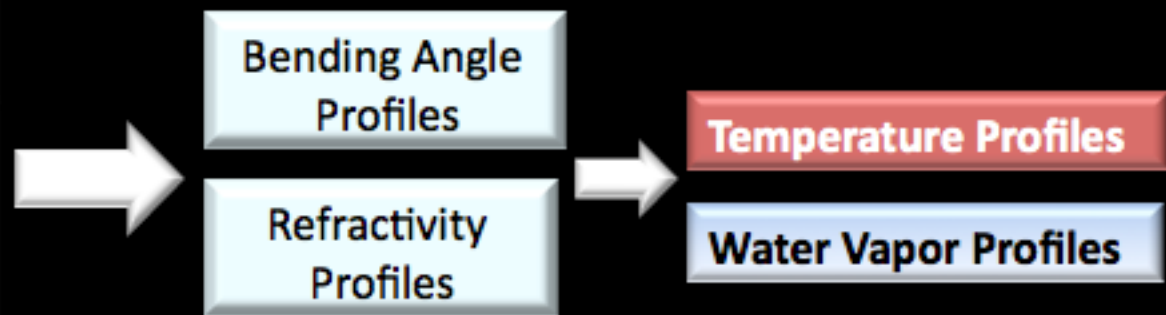 Bending Angle
Profiles
Refractivity
Profiles
Temperature Profiles
Water Vapor Profiles